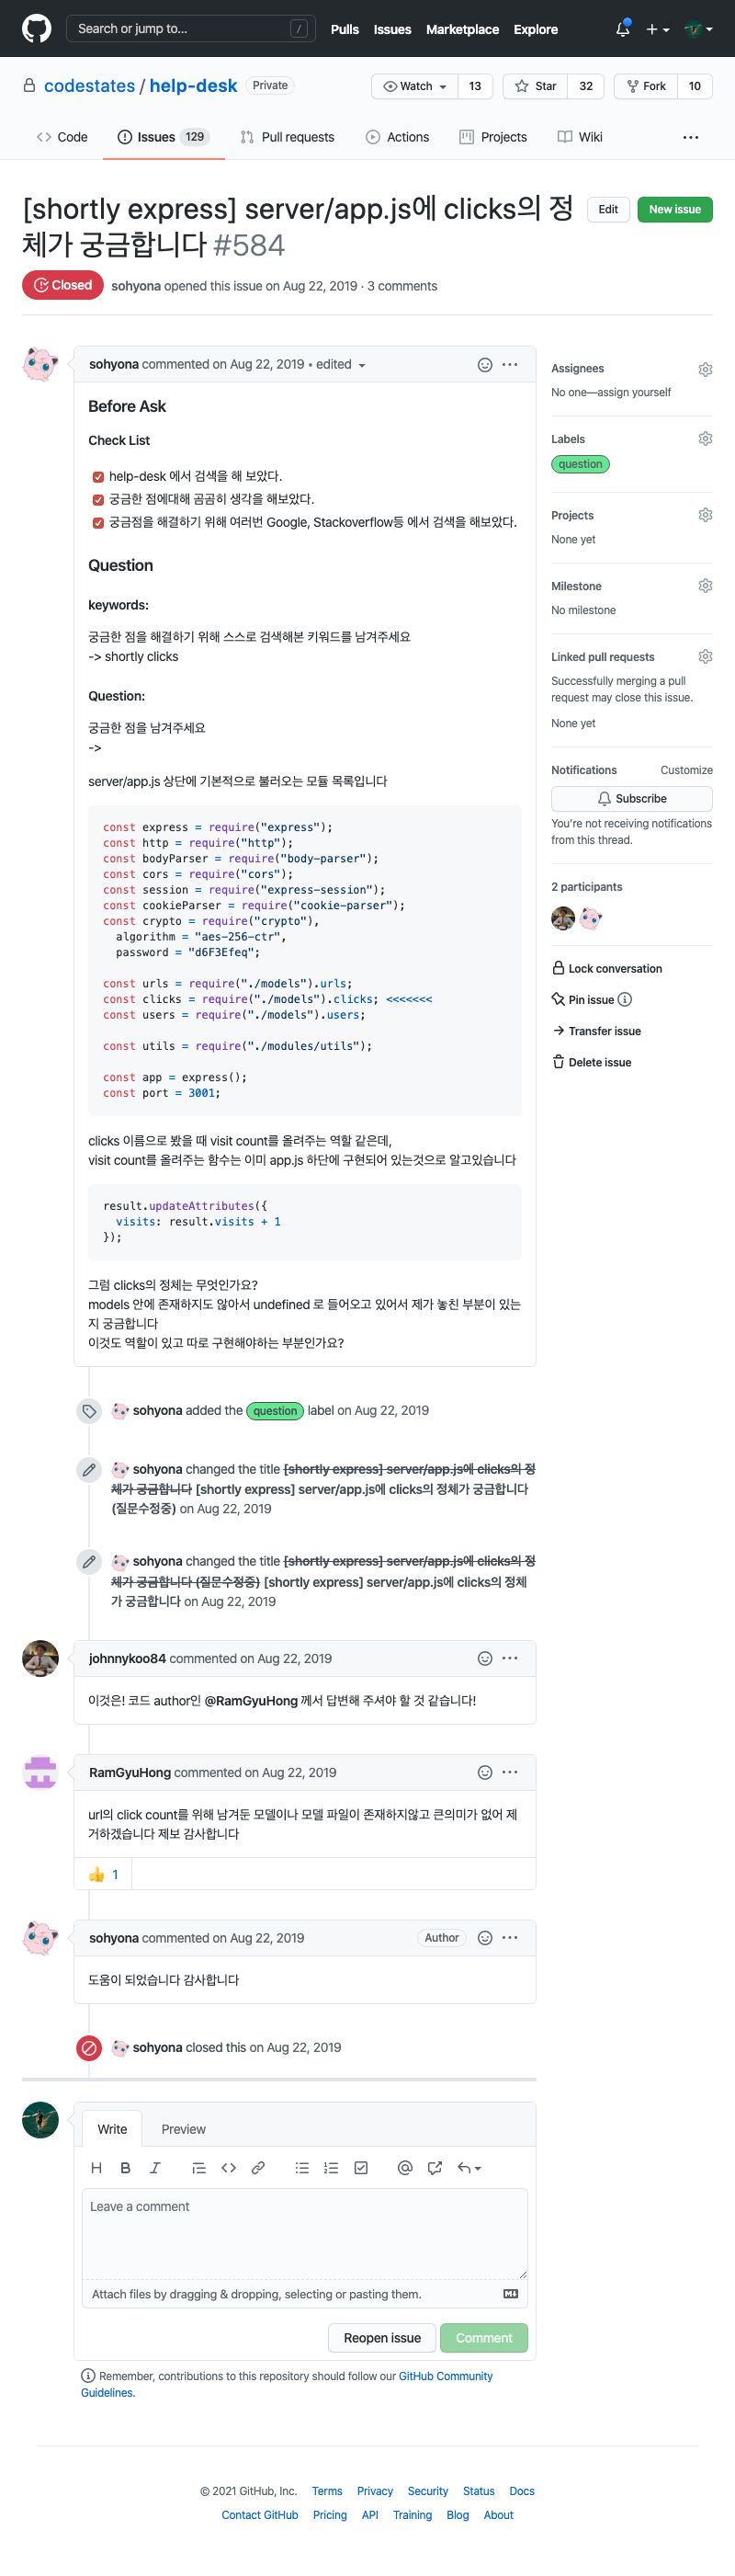 Search or jump to...
/
Pulls
Issues
Marketplace
Explore
codestates / help-desk
Private
Watch
13
Star
32
Fork
10
Code
Issues 129
Pull requests
Actions
Projects
Wiki
[shortly express] server/app.js에 clicks의 정
체가 궁금합니다 #584
Edit
New issue
Closed
sohyona opened this issue on Aug 22, 2019 · 3 comments
sohyona commented on Aug 22, 2019 • edited
Before Ask
Check List
help-desk 에서 검색을 해 보았다.
궁금한 점에대해 곰곰히 생각을 해보았다.
궁금점을 해결하기 위해 여러번 Google, Stackoverflow등 에서 검색을 해보았다.
Question
keywords:
궁금한 점을 해결하기 위해 스스로 검색해본 키워드를 남겨주세요
-> shortly clicks
Question:
궁금한 점을 남겨주세요
->
server/app.js 상단에 기본적으로 불러오는 모듈 목록입니다
const express = require("express");
const http = require("http");
const bodyParser = require("body-parser");
const cors = require("cors");
const session = require("express-session");
const cookieParser = require("cookie-parser");
const crypto = require("crypto"),
algorithm = "aes-256-ctr",
password = "d6F3Efeq";
const urls = require("./models").urls;
const clicks = require("./models").clicks; <<<<<<<
const users = require("./models").users;
const utils = require("./modules/utils");
const app = express();
const port = 3001;
clicks 이름으로 봤을 때 visit count를 올려주는 역할 같은데,
visit count를 올려주는 함수는 이미 app.js 하단에 구현되어 있는것으로 알고있습니다
result.updateAttributes({
visits: result.visits + 1
});
그럼 clicks의 정체는 무엇인가요?
models 안에 존재하지도 않아서 undefined 로 들어오고 있어서 제가 놓친 부분이 있는
지 궁금합니다
이것도 역할이 있고 따로 구현해야하는 부분인가요?
Assignees
No one—assign yourself
Labels
question
Projects
None yet
Milestone
No milestone
Linked pull requests
Successfully merging a pull
request may close this issue.
None yet
Notifications
Customize
Subscribe
You're not receiving notifications
from this thread.
2 participants
Lock conversation
Pin issue
Transfer issue
Delete issue
sohyona added the question label on Aug 22, 2019
sohyona changed the title [shortly express] server/app.js에 clicks의 정
체가 궁금합니다 [shortly express] server/app.js에 clicks의 정체가 궁금합니다
(질문수정중) on Aug 22, 2019
sohyona changed the title [shortly express] server/app.js에 clicks의 정
체가 궁금합니다 (질문수정중) [shortly express] server/app.js에 clicks의 정체
가 궁금합니다 on Aug 22, 2019
johnnykoo84 commented on Aug 22, 2019
이것은! 코드 author인 @RamGyuHong 께서 답변해 주셔야 할 것 같습니다!
RamGyuHong commented on Aug 22, 2019
url의 click count를 위해 남겨둔 모델이나 모델 파일이 존재하지않고 큰의미가 없어 제
거하겠습니다 제보 감사합니다
1
sohyona commented on Aug 22, 2019
Author
도움이 되었습니다 감사합니다
sohyona closed this on Aug 22, 2019
Write
Preview
Leave a comment
Attach files by dragging & dropping, selecting or pasting them.
Reopen issue
Comment
Remember, contributions to this repository should follow our GitHub Community
Guidelines.
© 2021 GitHub, Inc.
Terms
Privacy
Security
Status
Docs
Contact GitHub
Pricing
API
Training
Blog
About